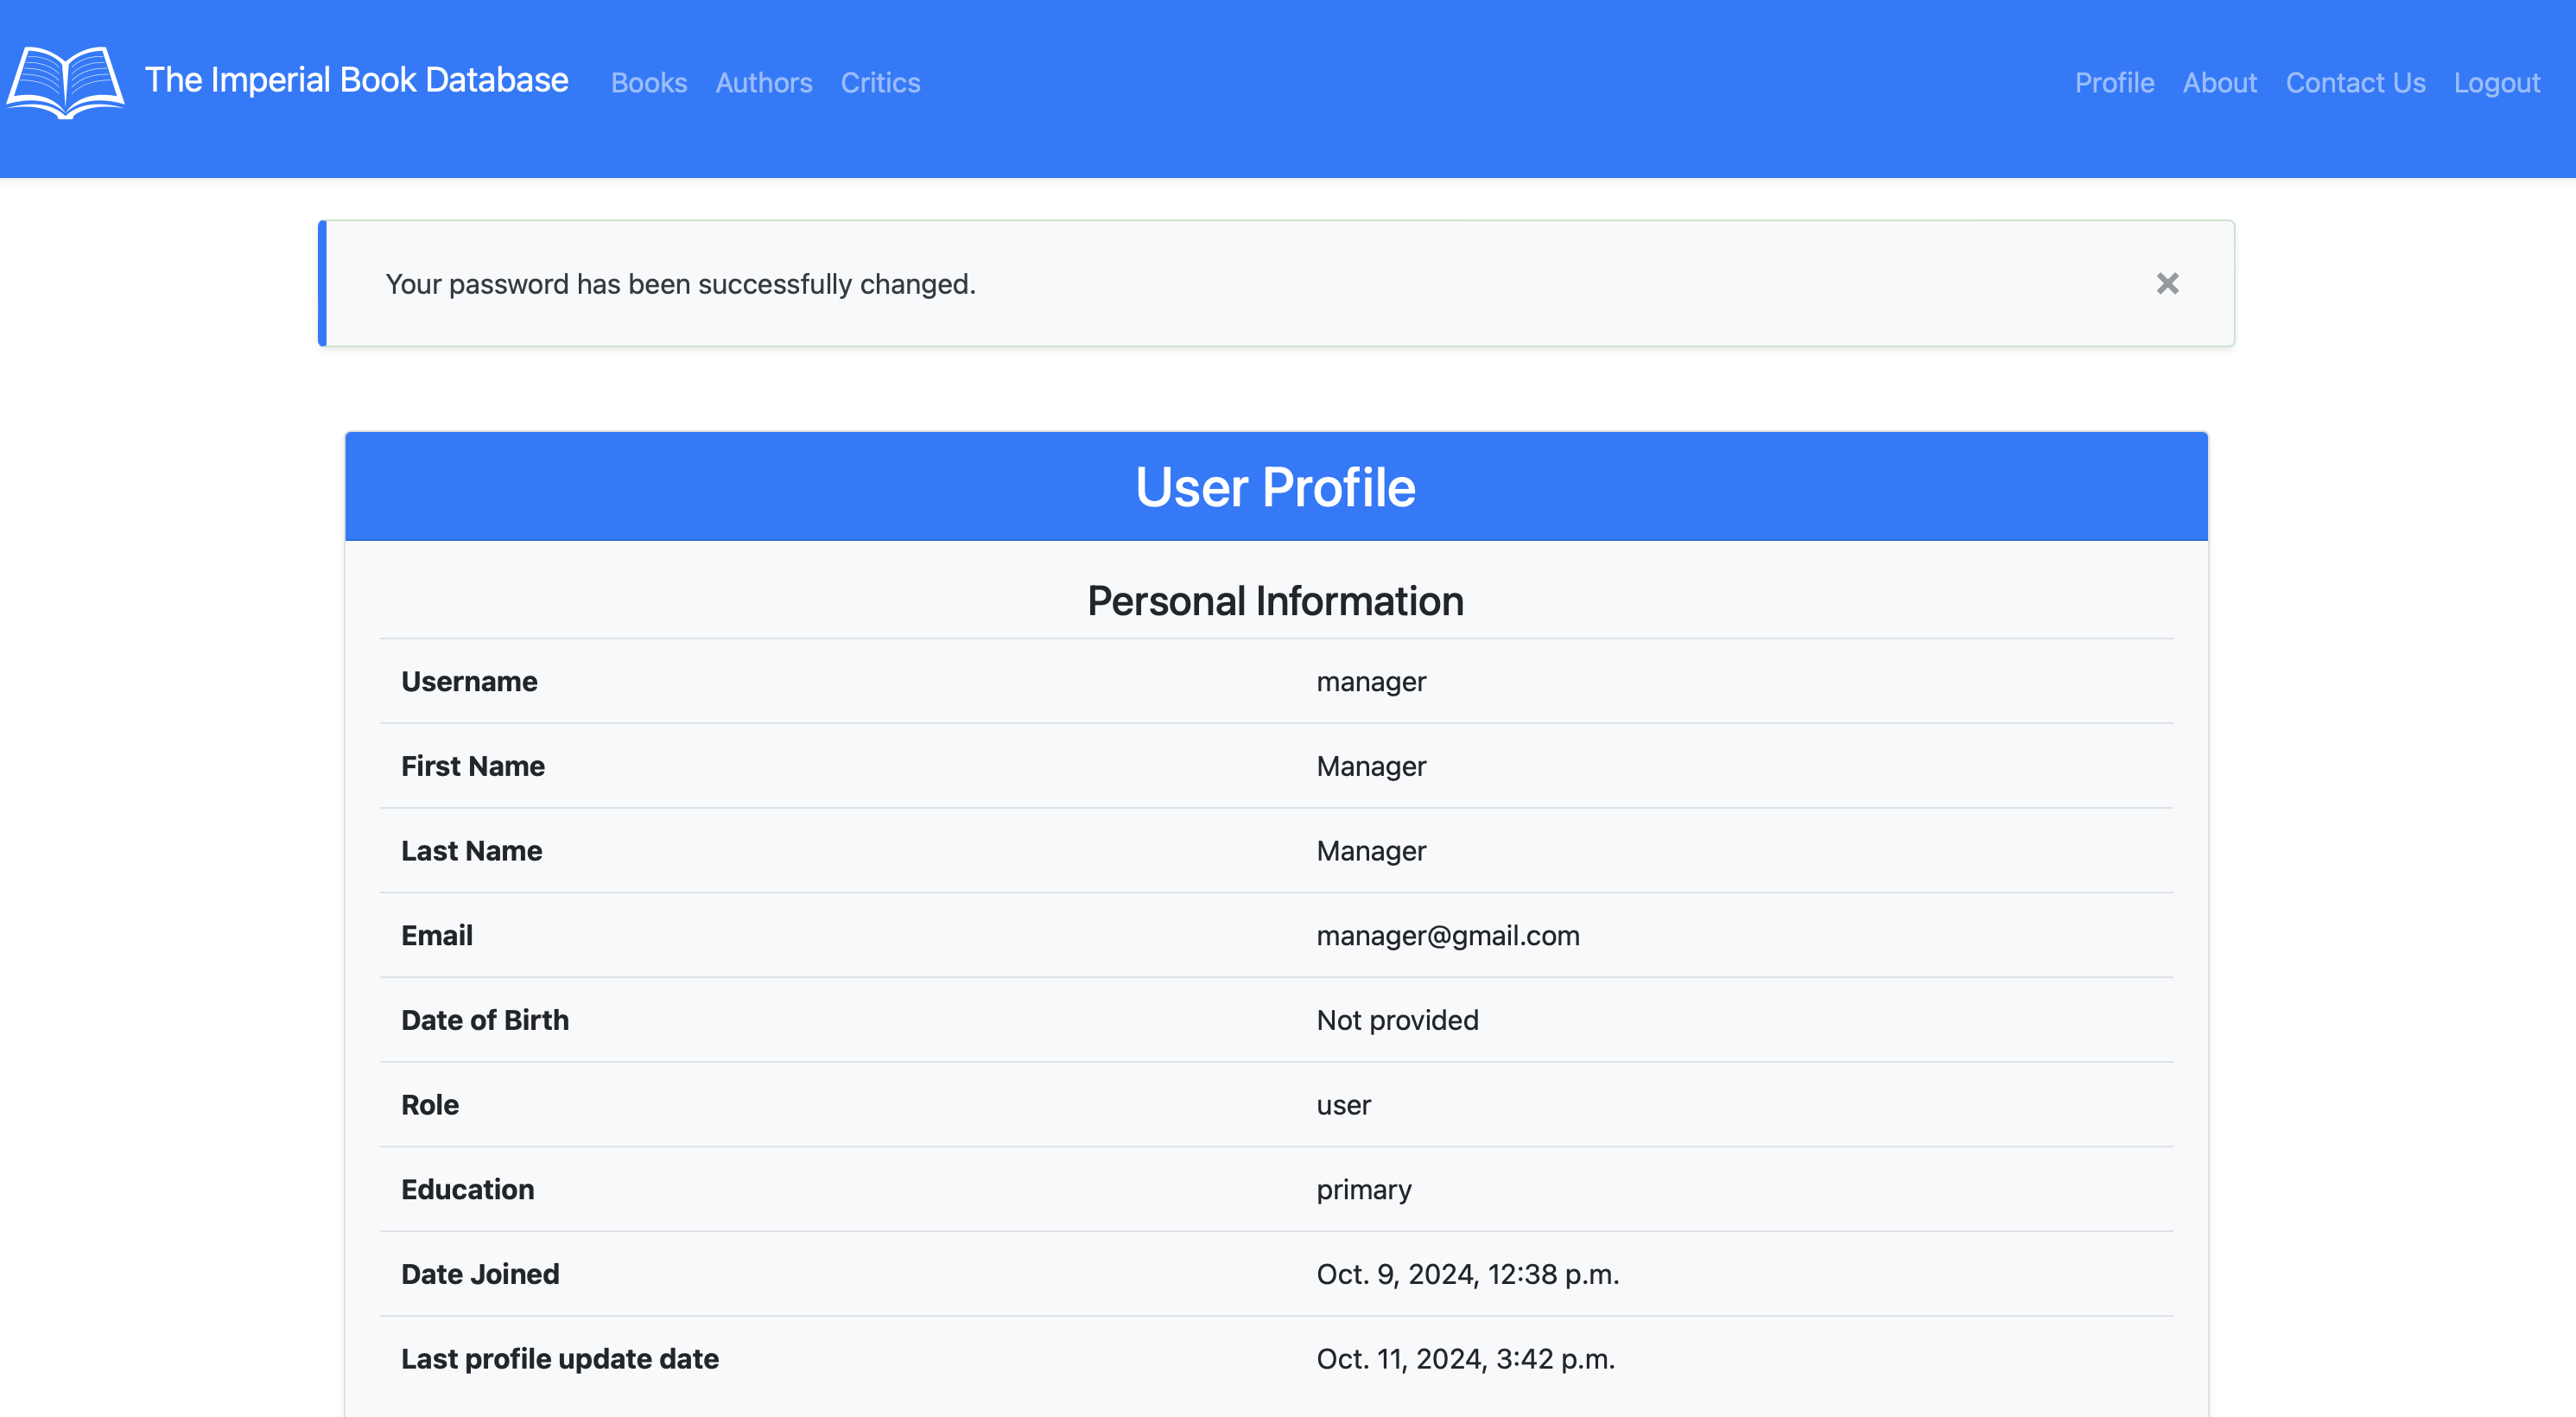 The Imperial Book Database Books Authors Critics Profile About Contact Us Logout
Your password has been successfully changed. ×
User Profile
Personal Information
Username manager
First Name Manager
Last Name Manager
Email manager@gmail.com
Date of Birth Not provided
Role user
Education primary
Date Joined Oct. 9, 2024, 12:38 p.m.
Last profile update date Oct. 11, 2024, 3:42 p.m.